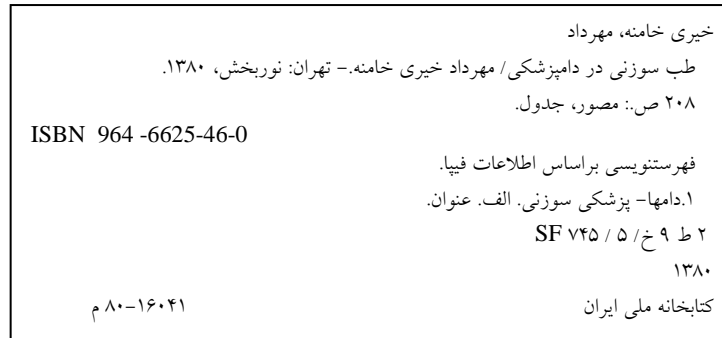 خیری خامنه، مهرداد
طب سوزنی در دامپزشکی/ مهرداد خیری خامنه.- تهران: نوربخش، ۱۳۸۰.
۲۰۸ ص.: مصور، جدول.
ISBN 964 -6625-46-0
فهرستنویسی براساس اطلاعات فیپا.
۱.دامها- پزشکی سوزنی. الف. عنوان.
۲ ط ۹ خ/ ۵ / ۷۴۵ SF
۱۳۸۰
کتابخانه ملی ایران ۱۶۰۴۱-۸۰ م